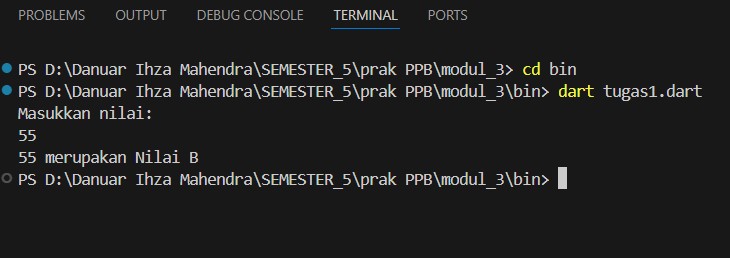 PROBLEMS OUTPUT DEBUG CONSOLE TERMINAL PORTS
PS D:\Danuar Ihza Mahendra\SEMESTER_5\prak PPB\modul_3> cd bin
PS D:\Danuar Ihza Mahendra\SEMESTER_5\prak PPB\modul_3\bin> dart tugas1.dart
Masukkan nilai:
55
55 merupakan Nilai B
PS D:\Danuar Ihza Mahendra\SEMESTER_5\prak PPB\modul_3\bin>